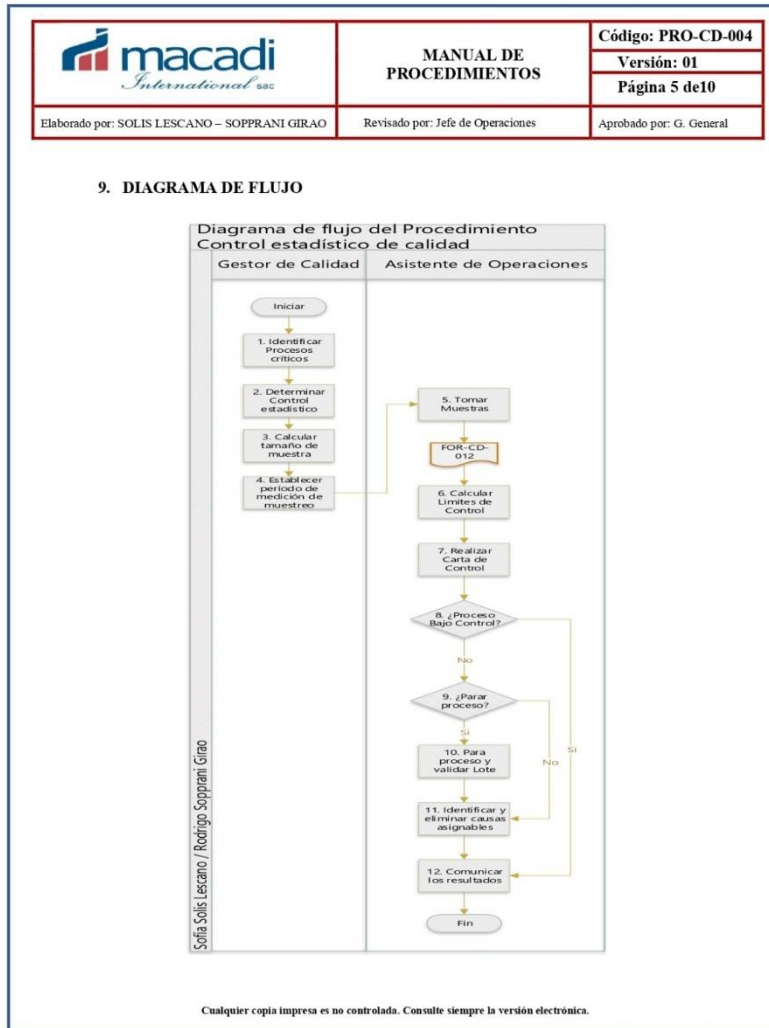 macadi
International sac
MANUAL DE
PROCEDIMIENTOS
Código: PRO-CD-004
Versión: 01
Página 5 de10
Elaborado por: SOLIS LESCANO – SOPPRANI GIRAO
Revisado por: Jefe de Operaciones
Aprobado por: G. General
9. DIAGRAMA DE FLUJO
Diagrama de flujo del Procedimiento
Control estadístico de calidad
Gestor de Calidad
Asistente de Operaciones
Iniciar
1. Identificar
Procesos
críticos
2. Determinar
Control
estadístico
3. Calcular
tamaño de
muestra
4. Establecer
período de
medición de
muestreo
5. Tomar
Muestras
FOR-CD-
012
6. Calcular
Limites de
Control
7. Realizar
Carta de
Control
8. ¿Proceso
Bajo Control?
No
9. ¿Parar
proceso?
Si
No
Si
10. Para
proceso y
validar Lote
11. Identificar y
eliminar causas
asignables
12. Comunicar
los resultados
Fin
Sofia Solis Lescano / Rodrigo Sopprani Girao
Cualquier copia impresa es no controlada. Consulte siempre la versión electrónica.